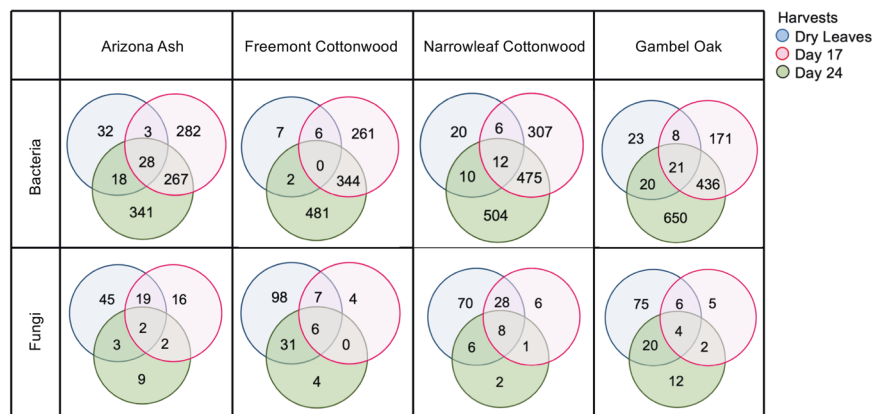 Harvests
Dry Leaves
Day 17
Day 24
Arizona Ash
Freemont Cottonwood
Narrowleaf Cottonwood
Gambel Oak
Bacteria
32 3 282
28
18 267
341
7 6 261
0
2 344
481
20 6 307
12
10 475
504
23 8 171
21
20 436
650
Fungi
45 19 16
2
3 2
9
98 7 4
6
31 0
4
70 28 6
8
6 1
2
75 6 5
4
20 2
12